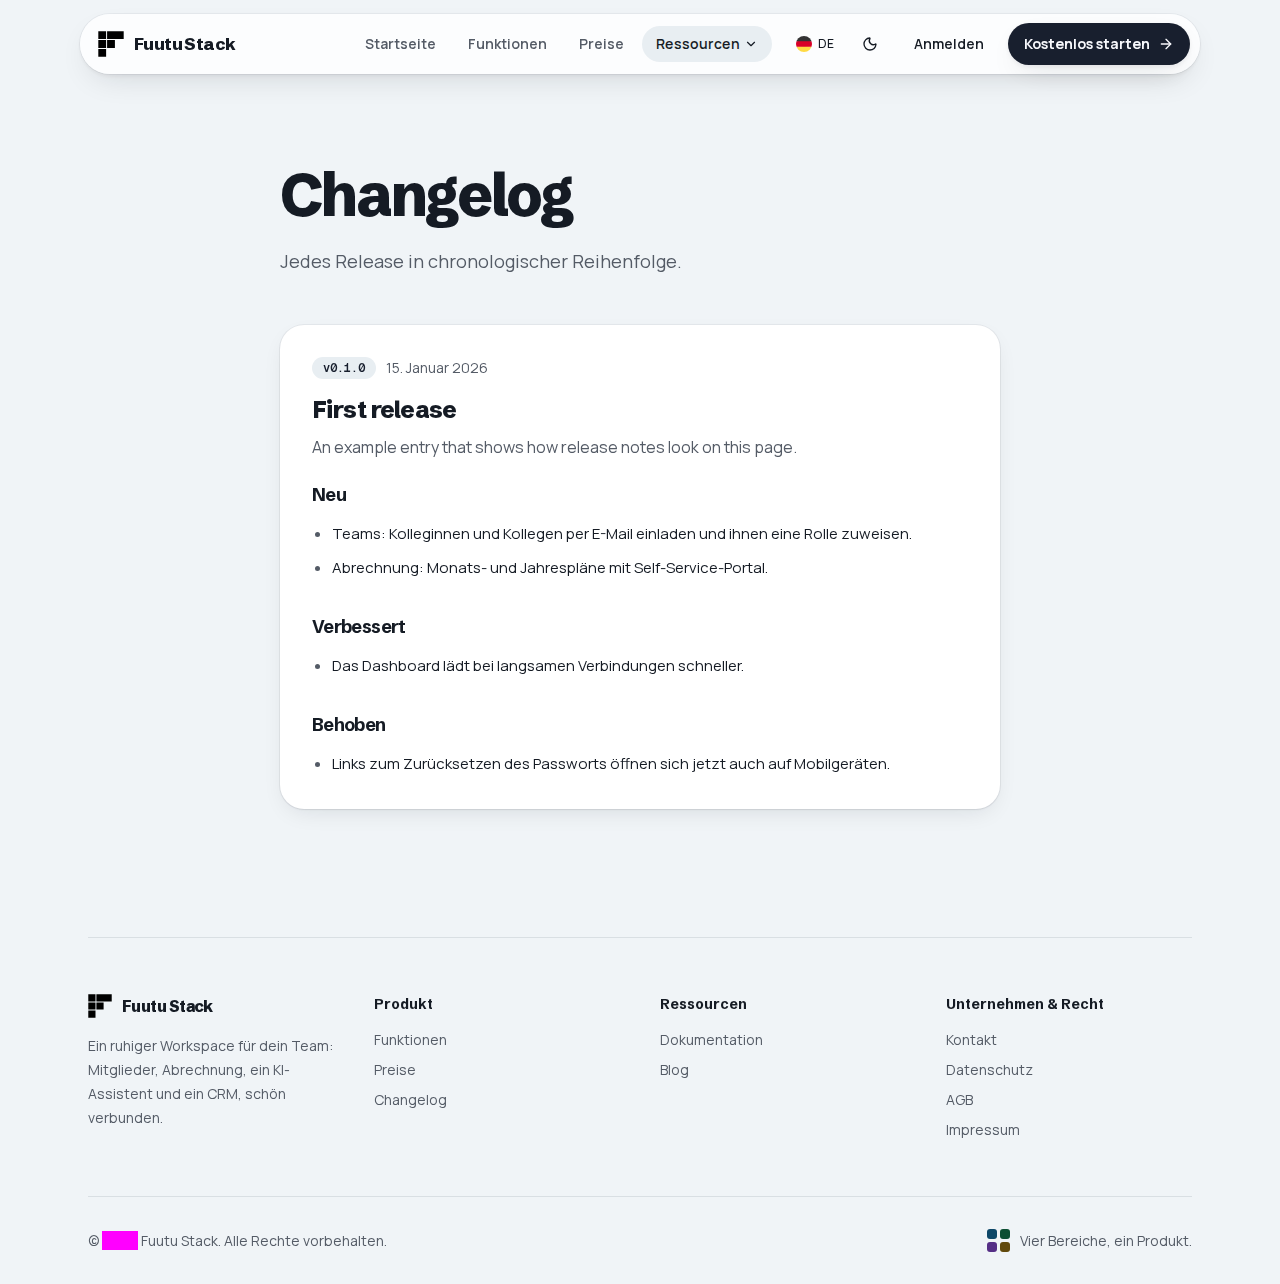 Fuutu Stack
Startseite
Funktionen
Preise
Ressourcen
DE
Anmelden
Kostenlos starten
Changelog
Jedes Release in chronologischer Reihenfolge.
v0.1.0
15. Januar 2026
First release
An example entry that shows how release notes look on this page.
Neu
Teams: Kolleginnen und Kollegen per E-Mail einladen und ihnen eine Rolle zuweisen.
Abrechnung: Monats- und Jahrespläne mit Self-Service-Portal.
Verbessert
Das Dashboard lädt bei langsamen Verbindungen schneller.
Behoben
Links zum Zurücksetzen des Passworts öffnen sich jetzt auch auf Mobilgeräten.
Fuutu Stack
Ein ruhiger Workspace für dein Team:
Mitglieder, Abrechnung, ein KI-
Assistent und ein CRM, schön
verbunden.
Produkt
Funktionen
Preise
Changelog
Ressourcen
Dokumentation
Blog
Unternehmen & Recht
Kontakt
Datenschutz
AGB
Impressum
© Fuutu Stack. Alle Rechte vorbehalten.
Vier Bereiche, ein Produkt.